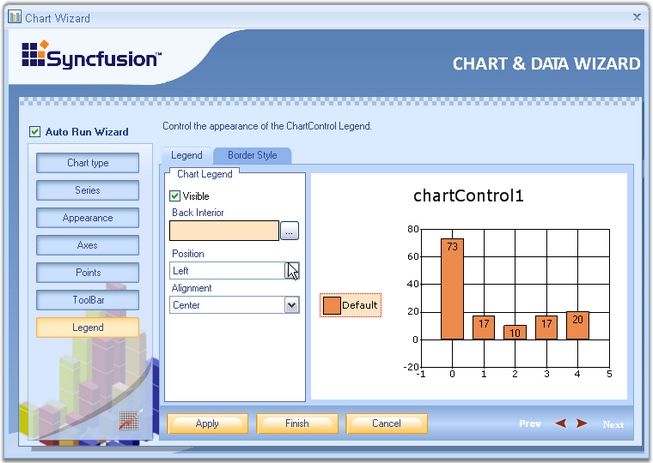 Chart Wizard
Syncfusion™
CHART & DATA WIZARD
Auto Run Wizard
Control the appearance of the ChartControl Legend.
Chart type
Series
Appearance
Axes
Points
ToolBar
Legend
Legend Border Style
Chart Legend
Visible
Back Interior
...
Position
Left
Alignment
Center
chartControl1
Default
80
60
40
20
0
-20
73
17
10
17
20
-1 0 1 2 3 4 5
Apply Finish Cancel
Prev Next